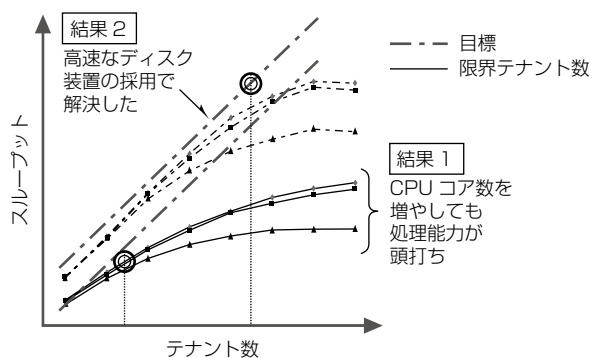 結果 2
高速なディスク
装置の採用で
解決した
目標
限界テナント数
結果 1
CPU コア数を
増やしても
処理能力が
頭打ち
スループット
テナント数